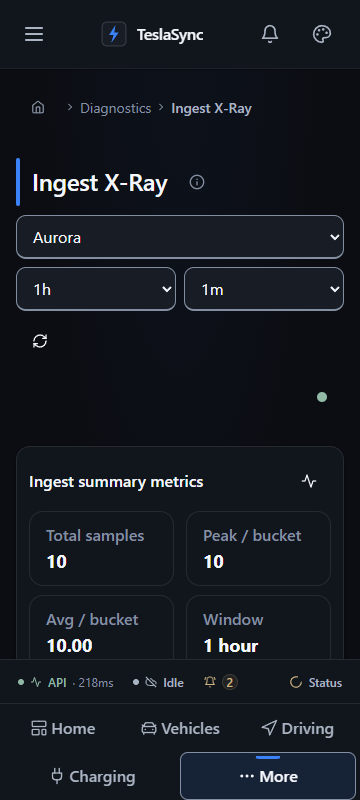 TeslaSync
Diagnostics Ingest X-Ray
Ingest X-Ray
Aurora
1h 1m
Ingest summary metrics
Total samples Peak / bucket
10 10
Avg / bucket Window
10.00 1 hour
API · 218ms Idle 2 Status
Home Vehicles Driving
Charging More